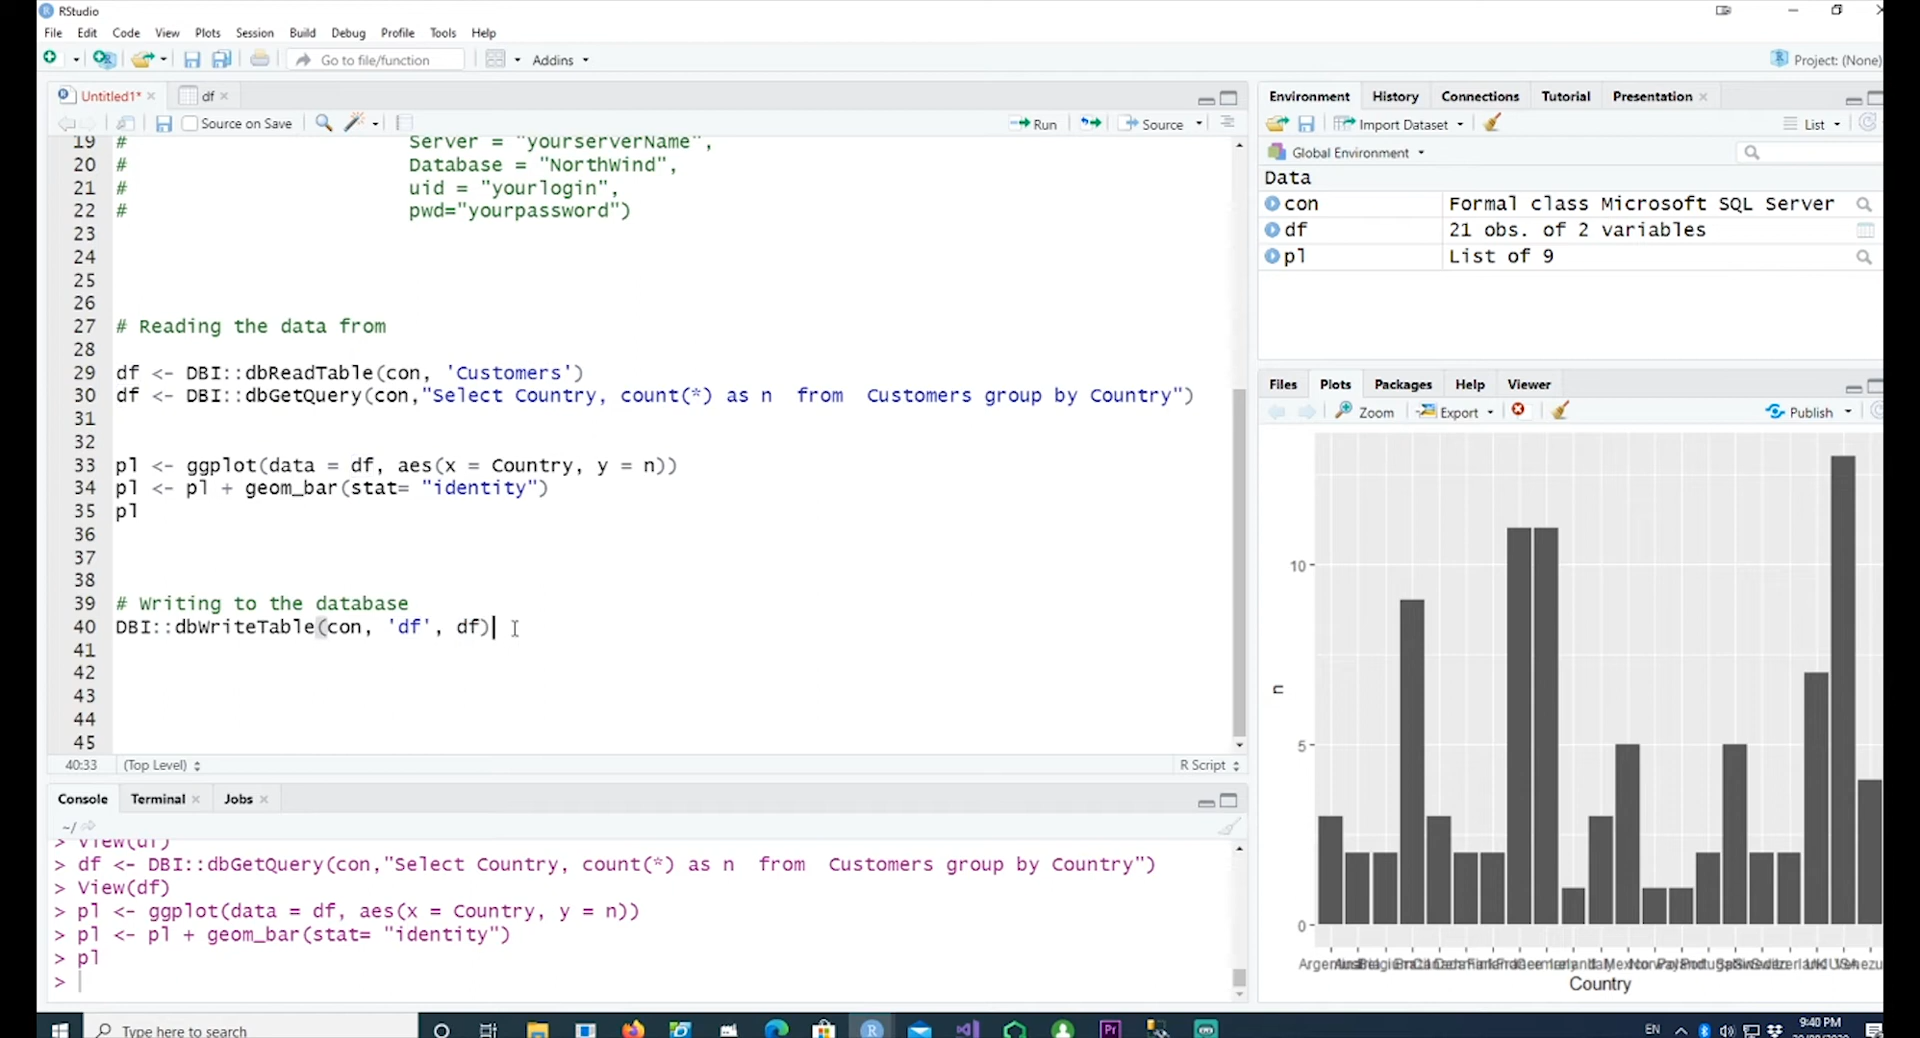 RStudio
File Edit Code View Plots Session Build Debug Profile Tools Help
Go to file/function Addins Project: (None)
Untitled1* df
Source on Save Run Source
19 # Server = "yourserverName",
20 # Database = "NorthWind",
21 # uid = "yourlogin",
22 # pwd="yourpassword")
23
24
25
26
27 # Reading the data from
28
29 df <- DBI::dbReadTable(con, 'Customers')
30 df <- DBI::dbGetQuery(con,"Select Country, count(*) as n  from  Customers group by Country")
31
32
33 pl <- ggplot(data = df, aes(x = Country, y = n))
34 pl <- pl + geom_bar(stat= "identity")
35 pl
36
37
38
39 # Writing to the database
40 DBI::dbWriteTable(con, 'df', df)
41
42
43
44
45
40:33 (Top Level) R Script
Console Terminal Jobs
~/
> View(df)
> df <- DBI::dbGetQuery(con,"Select Country, count(*) as n  from  Customers group by Country")
> View(df)
> pl <- ggplot(data = df, aes(x = Country, y = n))
> pl <- pl + geom_bar(stat= "identity")
> pl
>
Environment History Connections Tutorial Presentation
Import Dataset List
Global Environment
Data
con Formal class Microsoft SQL Server
df 21 obs. of 2 variables
pl List of 9
Files Plots Packages Help Viewer
Zoom Export Publish
10
5
0
n
Country
Type here to search
EN 9:40 PM